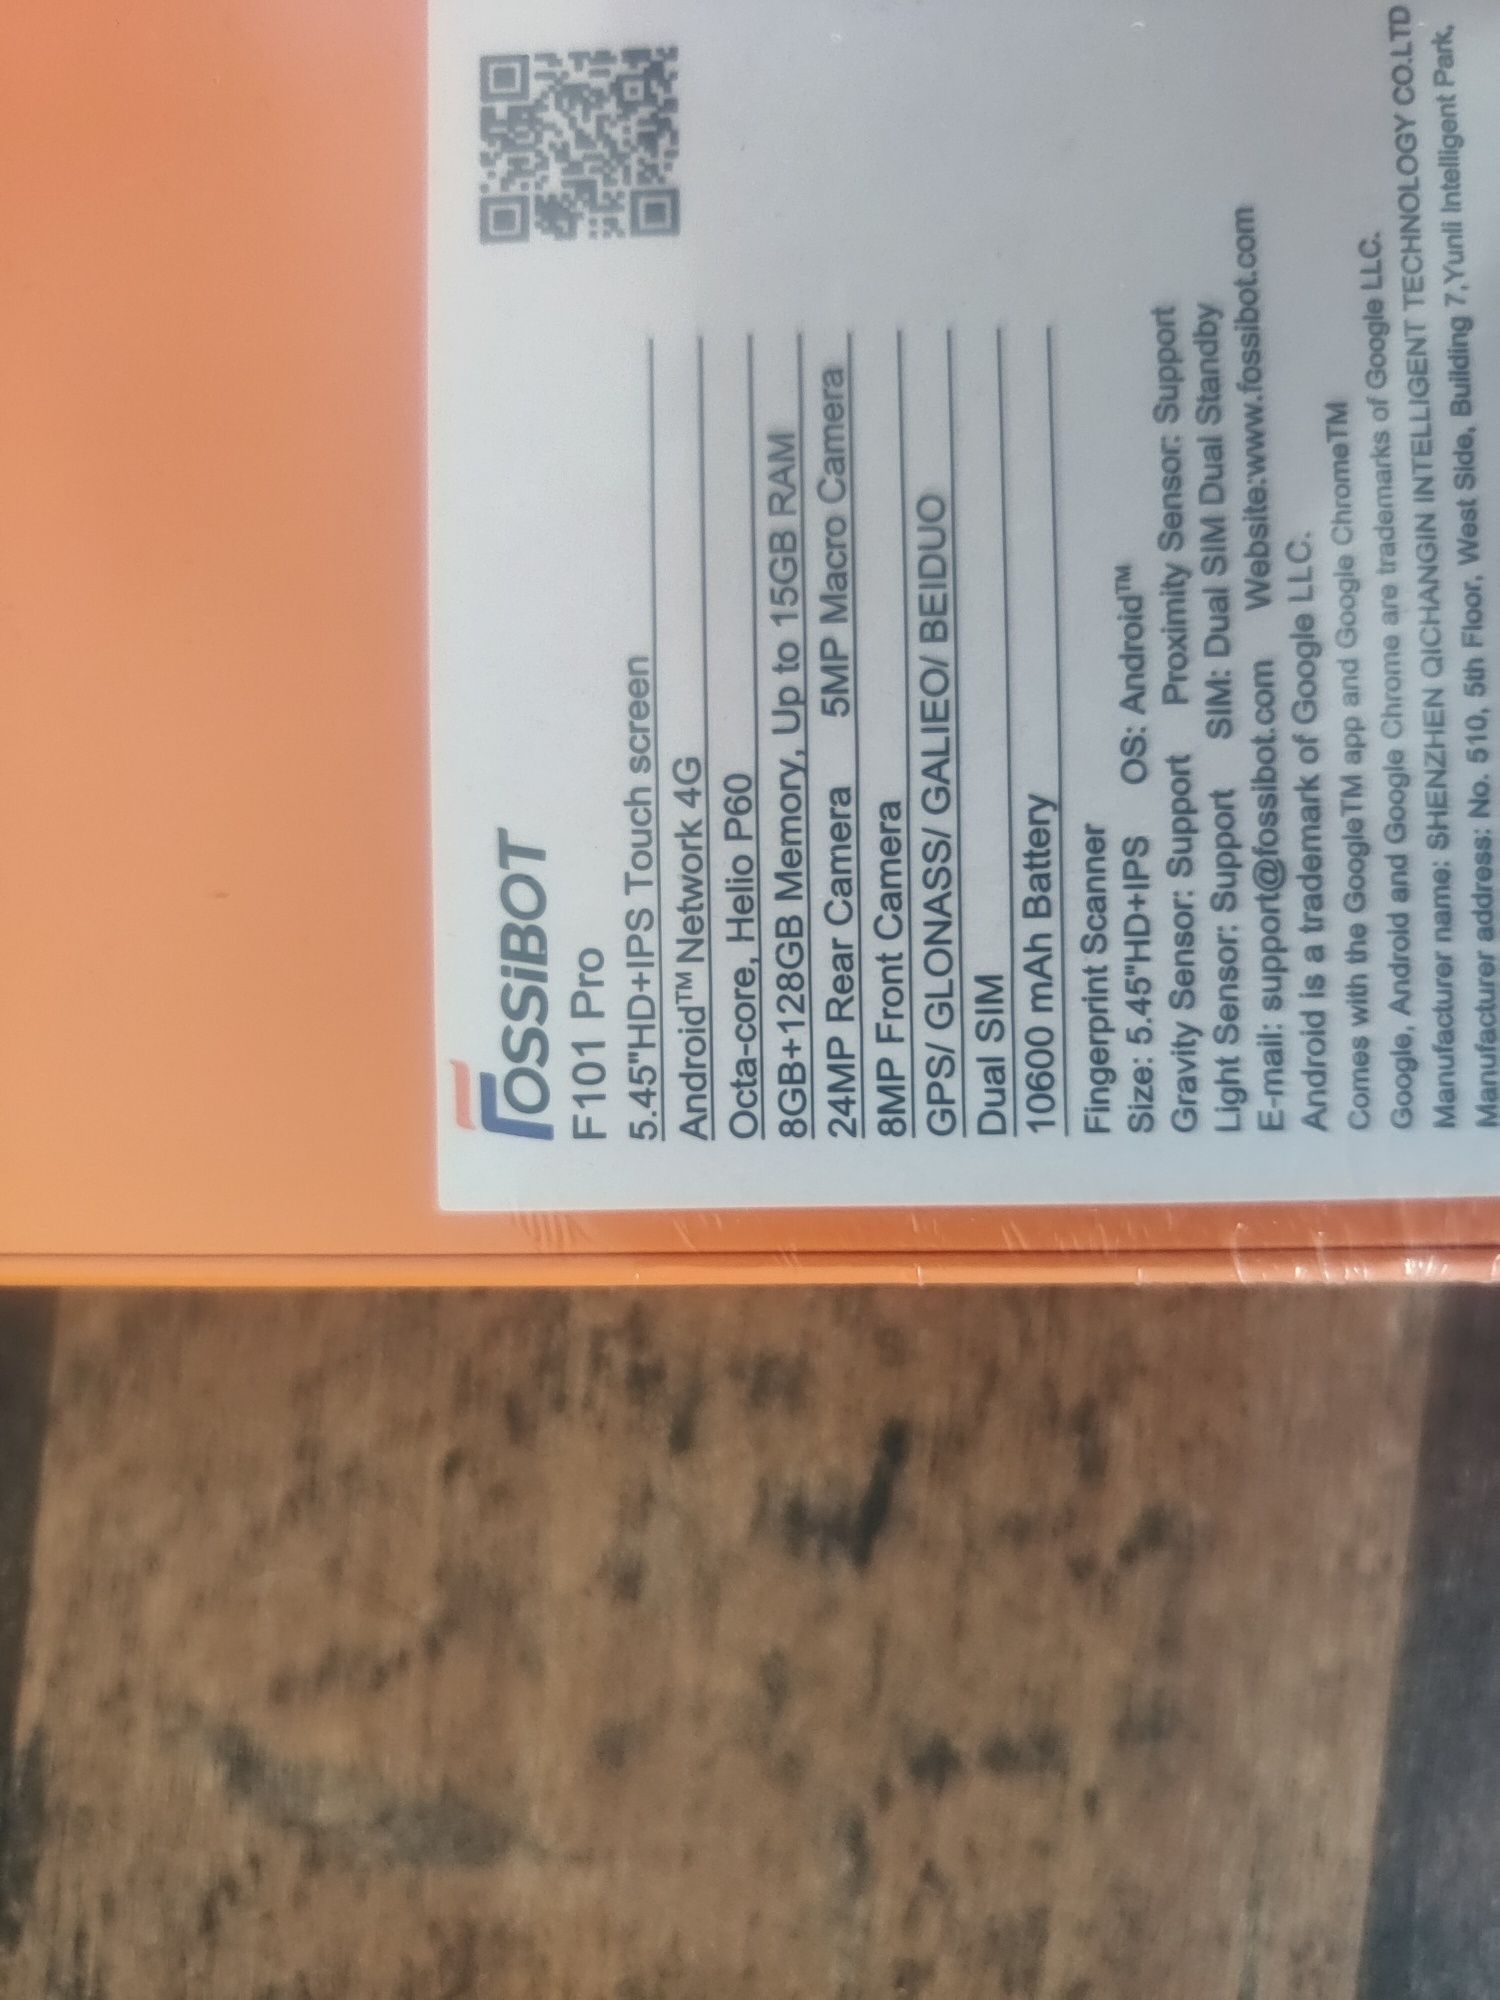 FOSSiBOT
F101 Pro
5.45"HD+IPS Touch screen
Android™ Network 4G
Octa-core, Helio P60
8GB+128GB Memory, Up to 15GB RAM
24MP Rear Camera 5MP Macro Camera
8MP Front Camera
GPS/ GLONASS/ GALIEO/ BEIDUO
Dual SIM
10600 mAh Battery
Fingerprint Scanner
Size: 5.45"HD+IPS OS: Android™
Gravity Sensor: Support Proximity Sensor: Support
Light Sensor: Support SIM: Dual SIM Dual Standby
E-mail: support@fossibot.com Website:www.fossibot.com
Android is a trademark of Google LLC.
Comes with the GoogleTM app and Google ChromeTM
Google, Android and Google Chrome are trademarks of Google LLC.
Manufacturer name: SHENZHEN QICHANGIN INTELLIGENT TECHNOLOGY CO.LTD
Manufacturer address: No. 510, 5th Floor, West Side, Building 7,Yunli Intelligent Park,